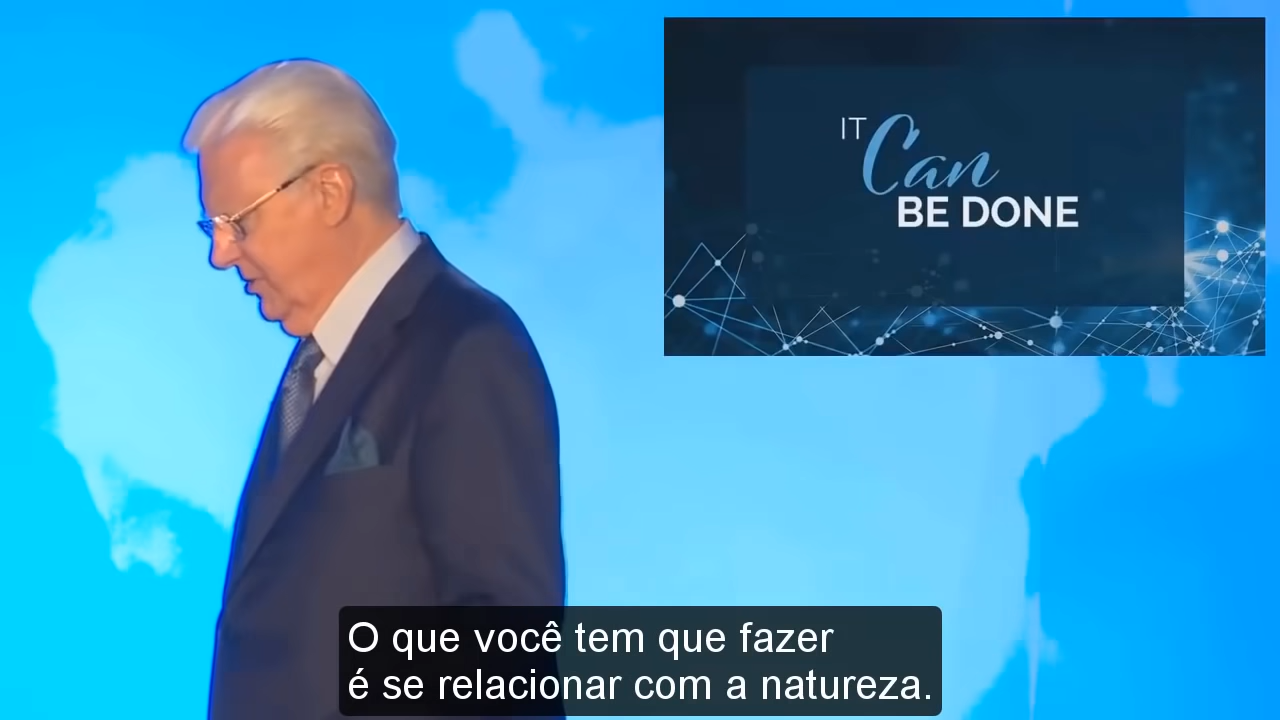 IT Can
BE DONE
O que você tem que fazer
é se relacionar com a natureza.